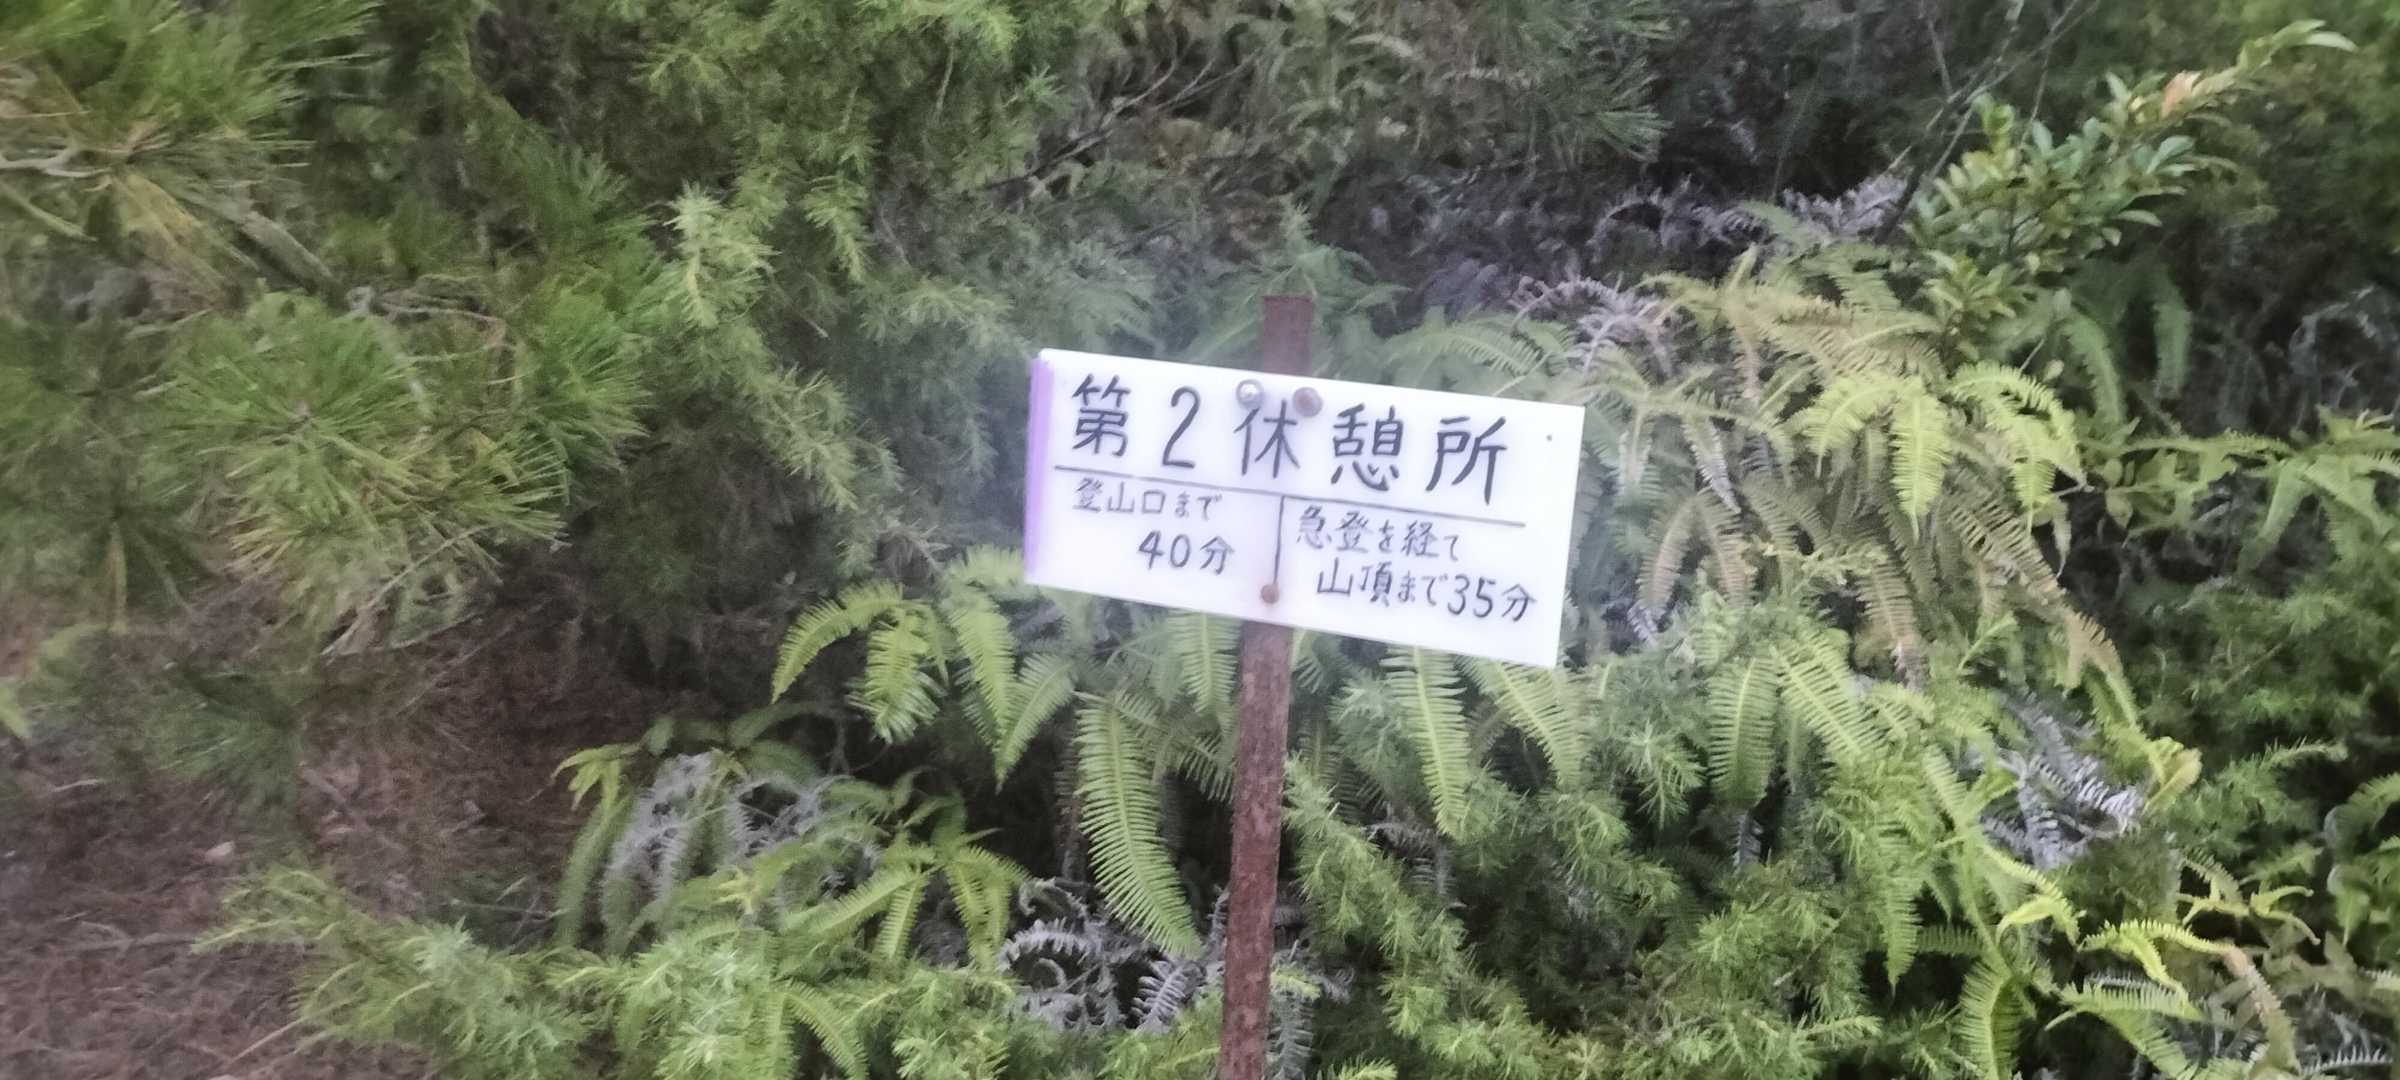 第2休憩所
登山口まで
40分
急登を経て
山頂まで35分